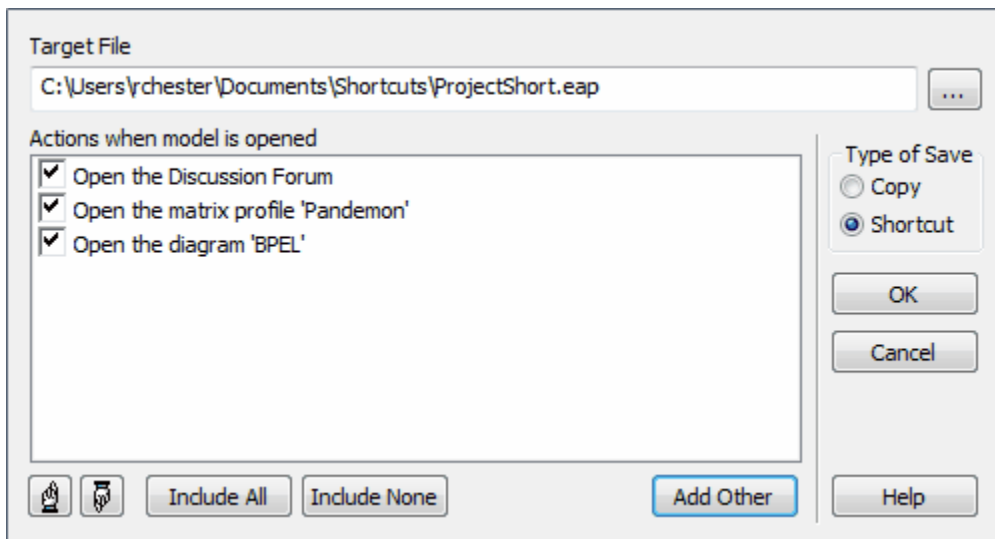 Target File
C:\Users\rchester\Documents\Shortcuts\ProjectShort.eap
...
Actions when model is opened
Open the Discussion Forum
Open the matrix profile 'Pandemon'
Open the diagram 'BPEL'
Type of Save
Copy
Shortcut
OK
Cancel
Include All
Include None
Add Other
Help